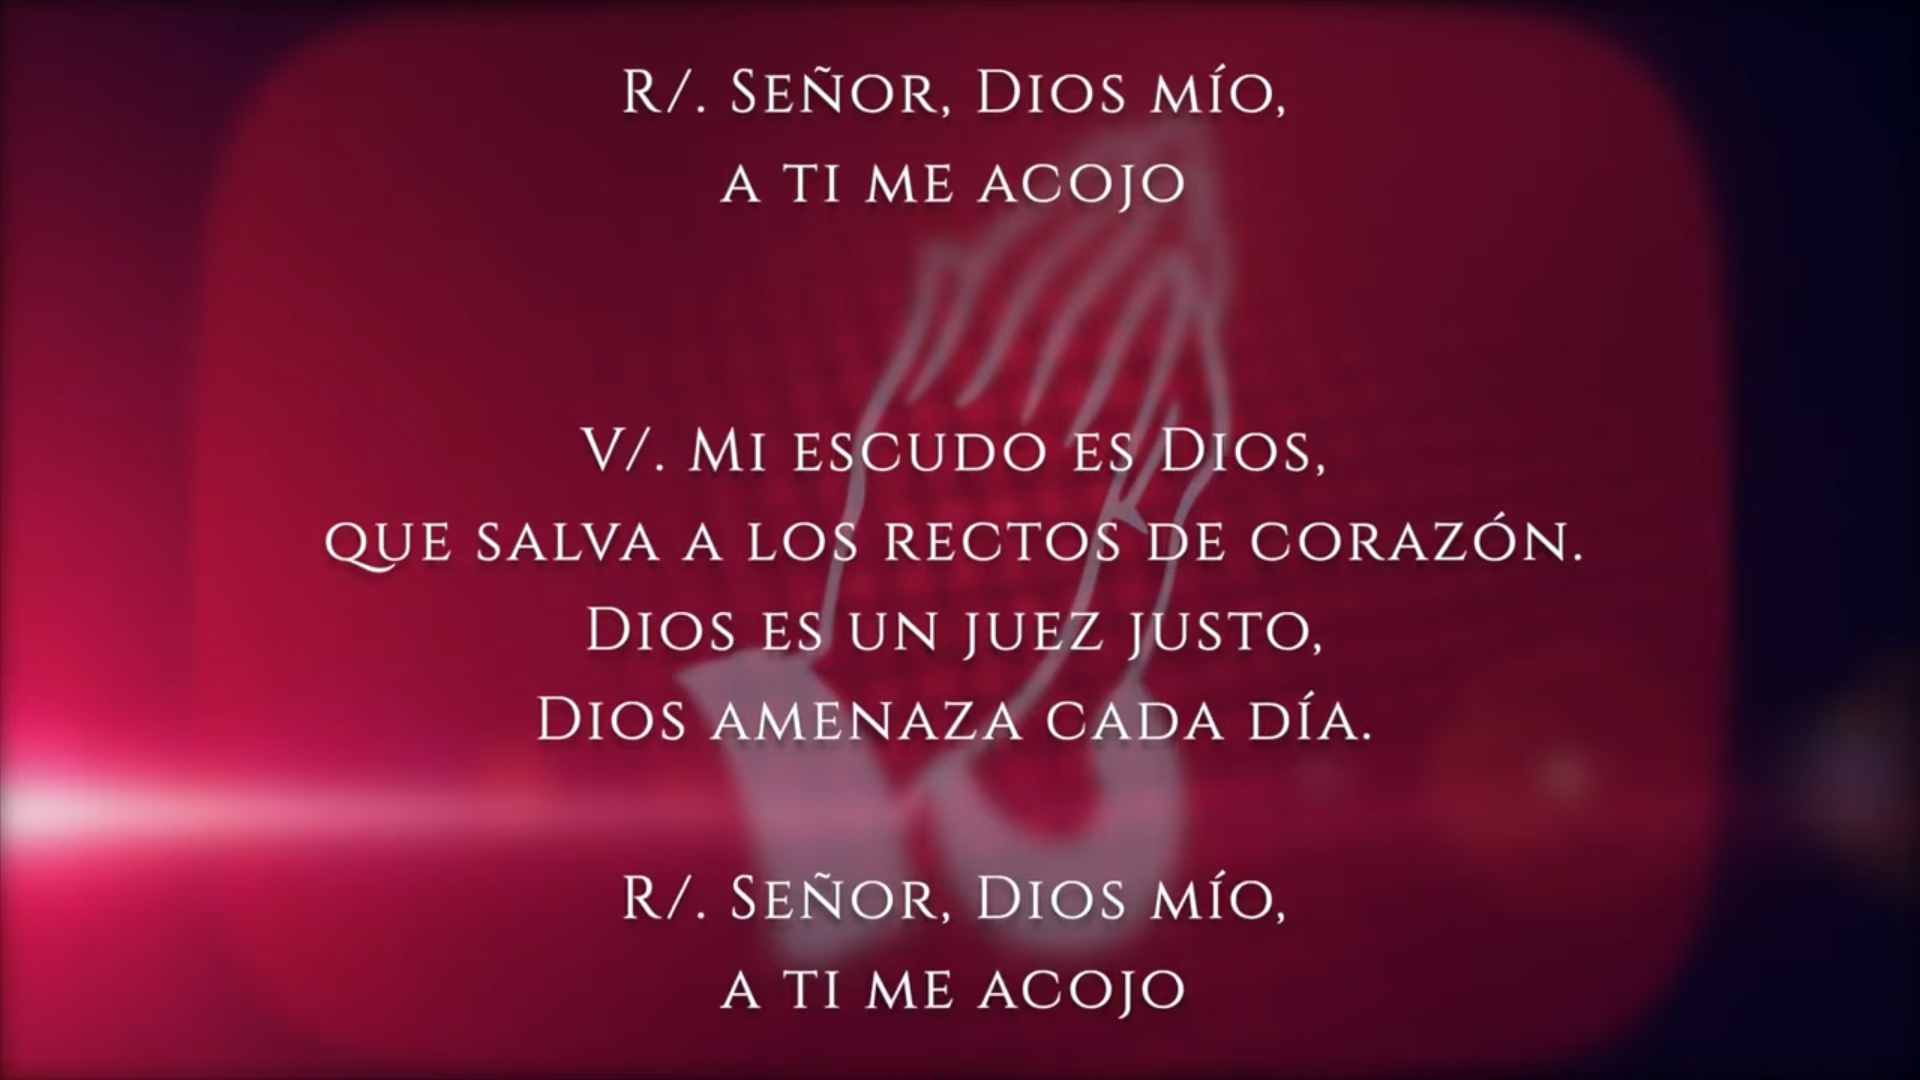 R/. Señor, Dios mío,
a ti me acojo
V/. Mi escudo es Dios,
que salva a los rectos de corazón.
Dios es un juez justo,
Dios amenaza cada día.
R/. Señor, Dios mío,
a ti me acojo